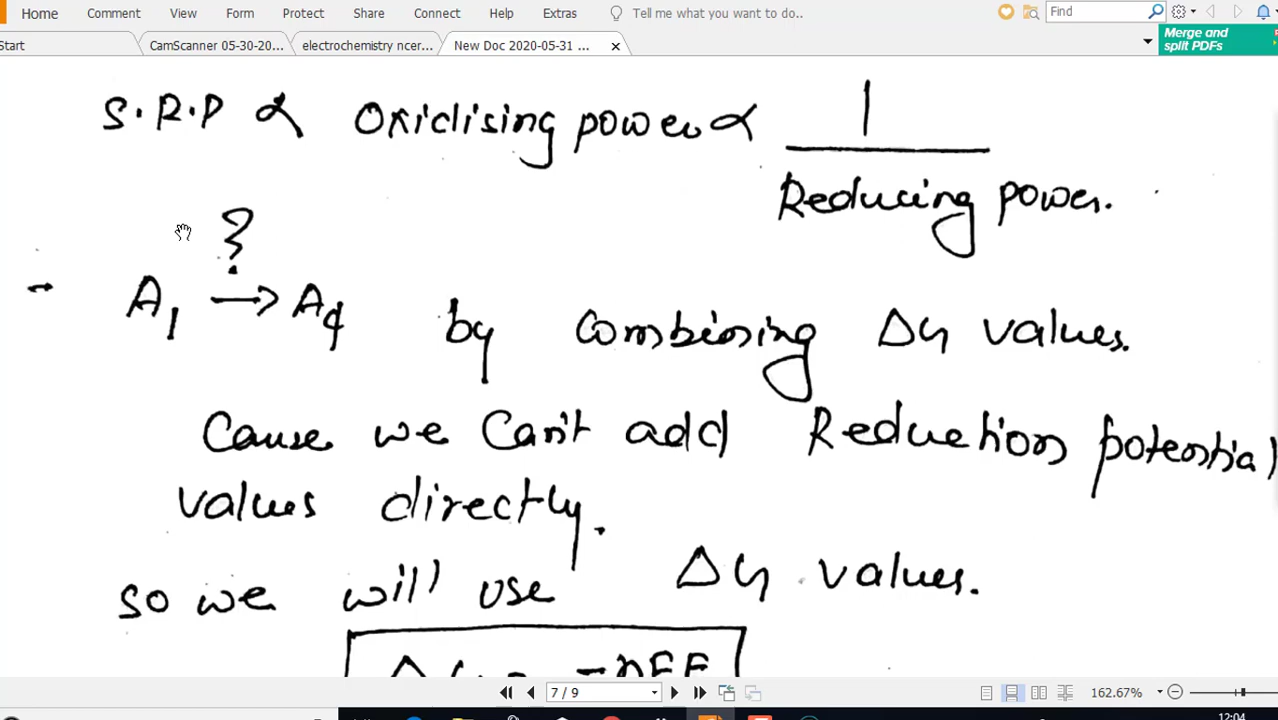 Home Comment View Form Protect Share Connect Help Extras Tell me what you want to do.. Find
Start CamScanner 05-30-20... electrochemistry ncer... New Doc 2020-05-31 ... × Merge and
split PDFs
S.R.P ∝ Oxidising power ∝ 1
Reducing power.
?
→ A1 → A4 by combining ΔG values.
Cause we can't add Reduction potential
values directly.
so we will use ΔG values.
ΔG = -nFE
7 / 9 162.67%
12:04